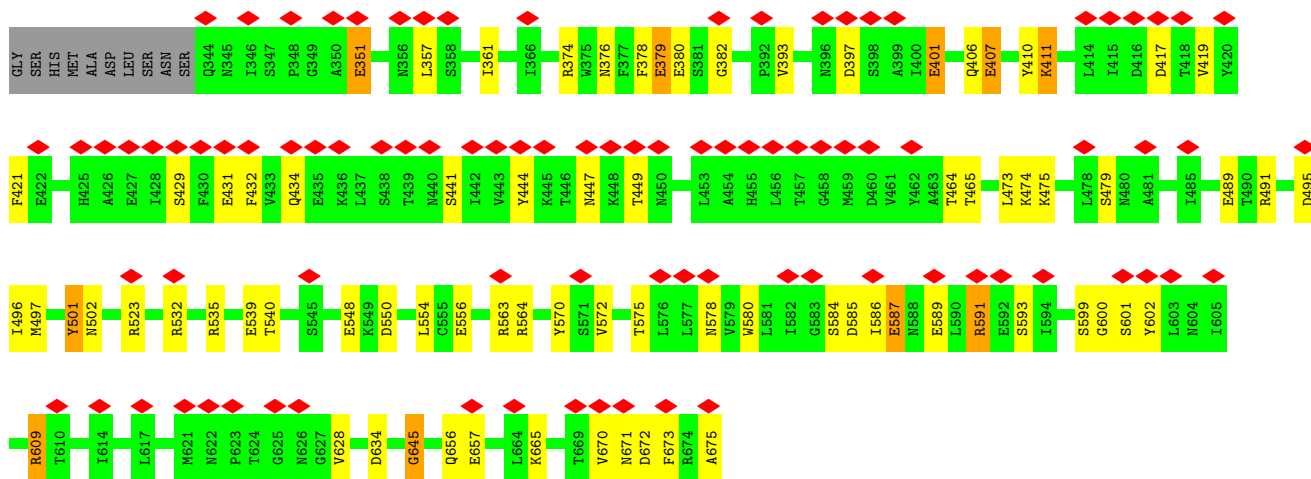 GLY SER HIS MET ALA ASP LEU SER ASN SER Q344 N345 I346 S347 P348 G349 A350 E351 N356 L357 S358 I361 I366 R374 W375 N376 F377 F378 E379 E380 S381 G382 P392 V393 N396 D397 S398 A399 I400 E401 Q406 E407 Y410 K411 L414 I415 D416 D417 T418 V419 Y420
F421 E422 H425 A426 E427 I428 S429 F430 E431 F432 V433 Q434 E435 K436 L437 S438 T439 N440 S441 I442 V443 Y444 K445 T446 N447 K448 T449 N450 L453 A454 H455 L456 T457 G458 M459 D460 V461 Y462 A463 T464 T465 L473 K474 K475 L478 S479 N480 A481 I485 E489 T490 R491 D495
I496 M497 Y501 N502 R523 R532 R535 E539 T540 S545 E548 K549 D550 L554 C555 E556 R563 R564 Y570 S571 V572 T575 L576 L577 N578 V579 W580 L581 I582 G583 S584 D585 I586 E587 N588 E589 L590 R591 E592 S593 I594 S599 G600 S601 Y602 L603 N604 I605
R609 T610 I614 L617 M621 N622 P623 T624 G625 N626 G627 V628 D634 G645 Q656 E657 L664 K665 T669 V670 N671 D672 F673 R674 A675